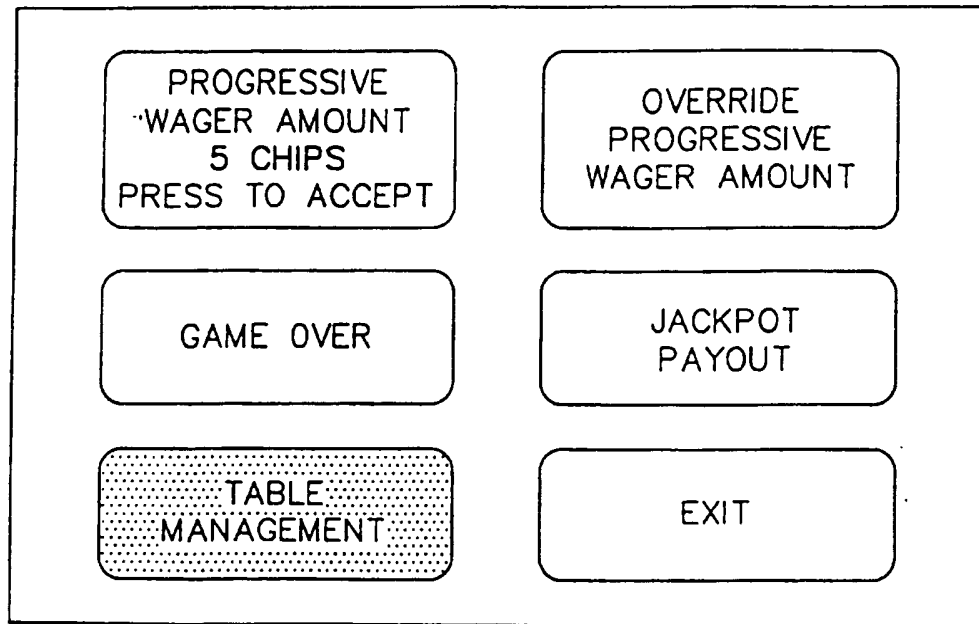 PROGRESSIVE
WAGER AMOUNT
5 CHIPS
PRESS TO ACCEPT
OVERRIDE
PROGRESSIVE
WAGER AMOUNT
GAME OVER
JACKPOT
PAYOUT
TABLE
MANAGEMENT
EXIT